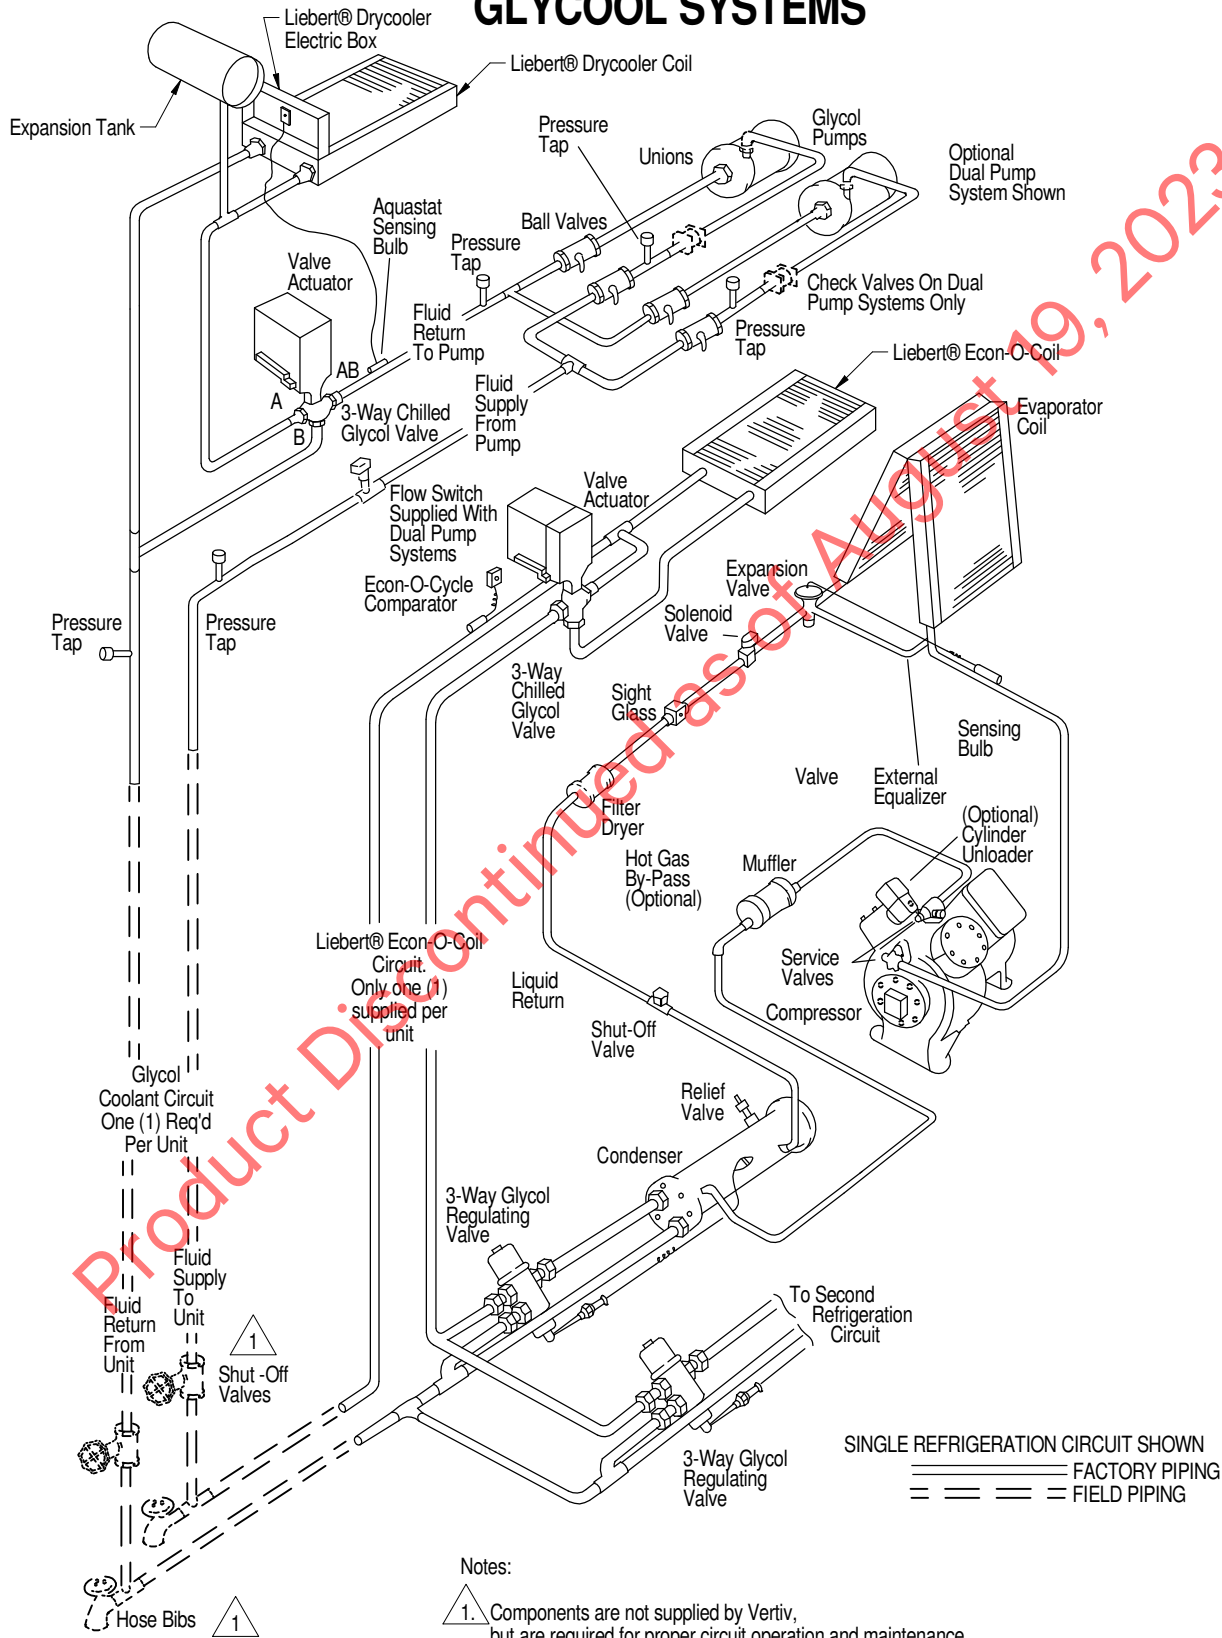 GLYCOOL SYSTEMS
Liebert® Drycooler
Electric Box
Liebert® Drycooler Coil
Expansion Tank
Pressure
Tap
Unions
Glycol
Pumps
Optional
Dual Pump
System Shown
Aquastat
Sensing
Bulb
Ball Valves
Pressure
Tap
Valve
Actuator
Check Valves On Dual
Pump Systems Only
Fluid
Return
To Pump
Pressure
Tap
Liebert® Econ-O-Coil
AB
A
B
3-Way Chilled
Glycol Valve
Fluid
Supply
From
Pump
Evaporator
Coil
Flow Switch
Supplied With
Dual Pump
Systems
Valve
Actuator
Econ-O-Cycle
Comparator
Expansion
Valve
Solenoid
Valve
Pressure
Tap
Pressure
Tap
3-Way
Chilled
Glycol
Valve
Sight
Glass
Sensing
Bulb
Valve
External
Equalizer
Filter
Dryer
(Optional)
Cylinder
Unloader
Hot Gas
By-Pass
(Optional)
Muffler
Liebert® Econ-O-Coil
Circuit.
Only one (1)
supplied per
unit
Liquid
Return
Service
Valves
Compressor
Shut-Off
Valve
Glycol
Coolant Circuit
One (1) Req'd
Per Unit
Relief
Valve
Condenser
3-Way Glycol
Regulating
Valve
Fluid
Supply
To
Unit
Fluid
Return
From
Unit
1
Shut -Off
Valves
To Second
Refrigeration
Circuit
3-Way Glycol
Regulating
Valve
SINGLE REFRIGERATION CIRCUIT SHOWN
FACTORY PIPING
FIELD PIPING
Hose Bibs
1
Notes:
1. Components are not supplied by Vertiv,
but are required for proper circuit operation and maintenance
Product Discontinued as of August 19, 2023